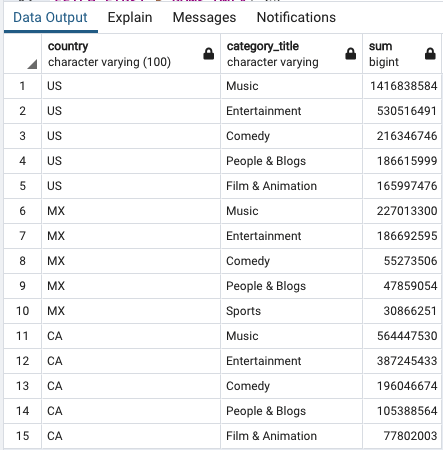 Data Output Explain Messages Notifications
country category_title sum
character varying (100) character varying bigint
1 US Music 1416838584
2 US Entertainment 530516491
3 US Comedy 216346746
4 US People & Blogs 186615999
5 US Film & Animation 165997476
6 MX Music 227013300
7 MX Entertainment 186692595
8 MX Comedy 55273506
9 MX People & Blogs 47859054
10 MX Sports 30866251
11 CA Music 564447530
12 CA Entertainment 387245433
13 CA Comedy 196046674
14 CA People & Blogs 105388564
15 CA Film & Animation 77802003